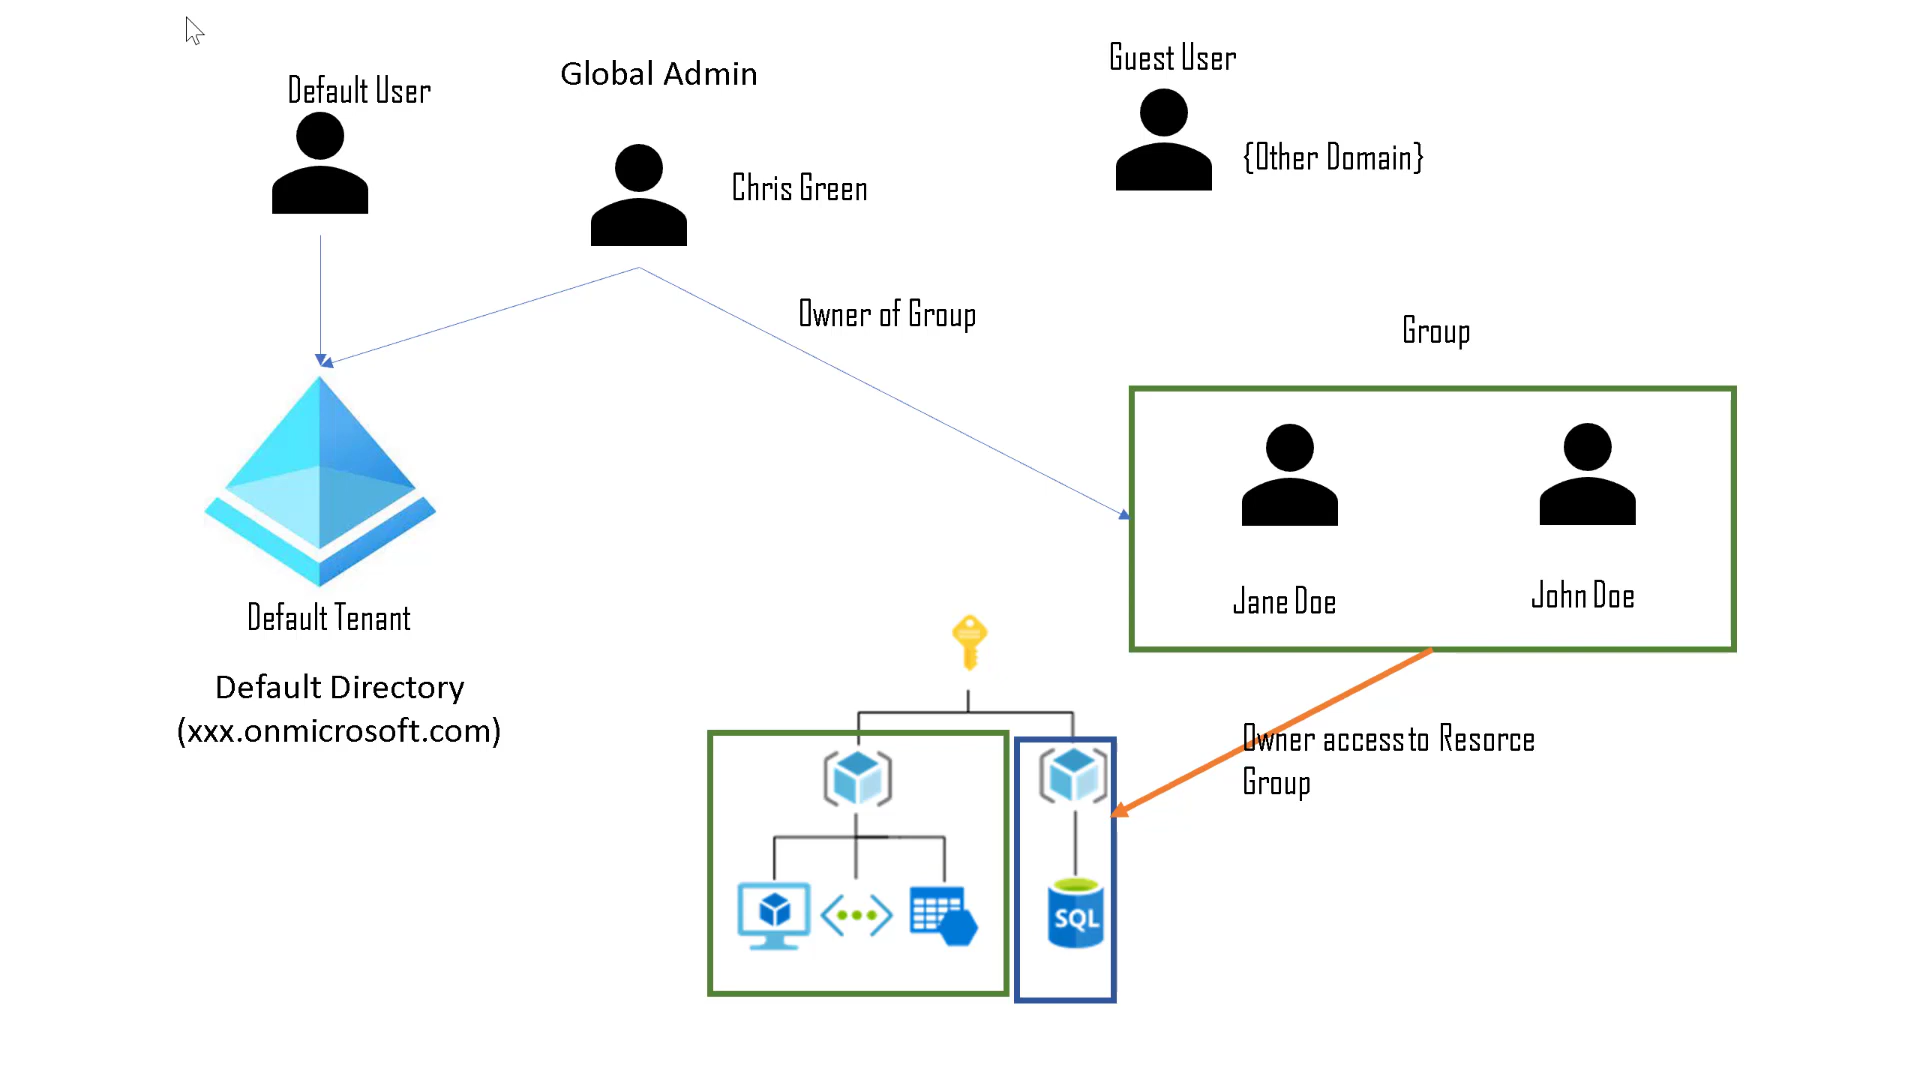 Default User
Global Admin
Guest User
{Other Domain}
Chris Green
Owner of Group
Group
Jane Doe
John Doe
Default Tenant
Default Directory
(xxx.onmicrosoft.com)
Owner access to Resorce
Group
SQL